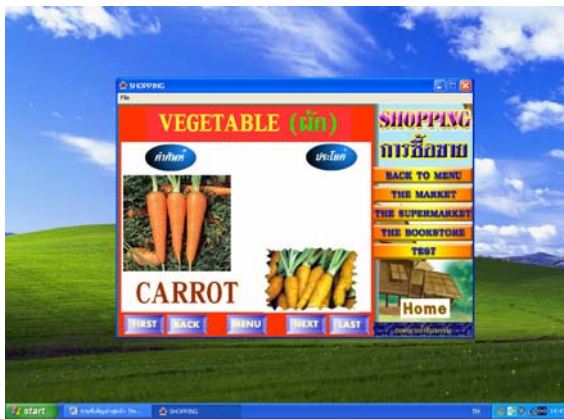 SHOPPING
File
VEGETABLE (ผัก)
คำศัพท์
ประโยค
CARROT
FIRST
BACK
MENU
NEXT
LAST
SHOPPING
การซื้อขาย
BACK TO MENU
THE MARKET
THE SUPERMARKET
THE BOOKSTORE
TEST
Home
start
SHOPPING
TH